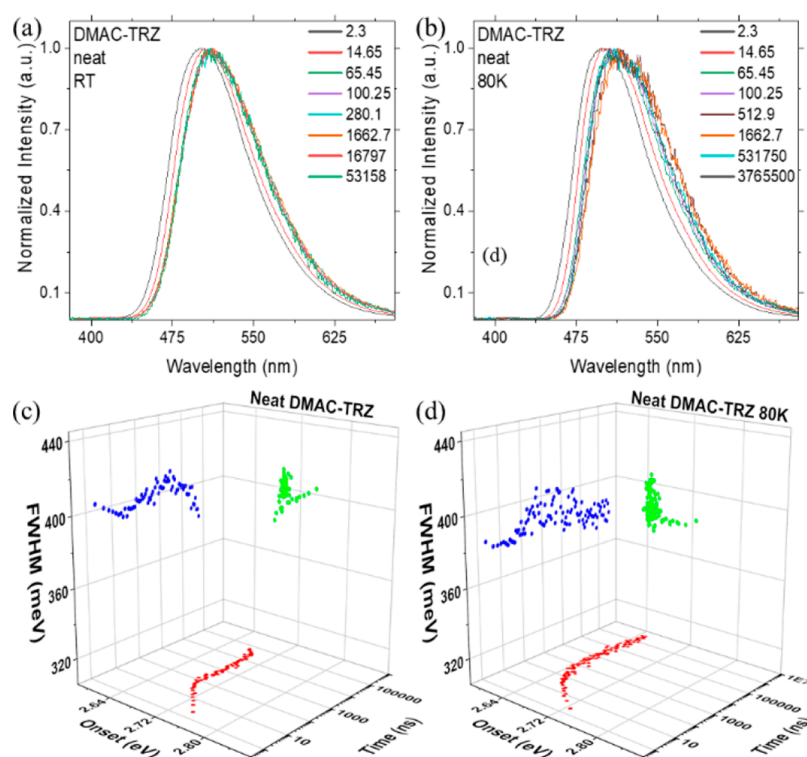 (a)
DMAC-TRZ
neat
RT
2.3
14.65
65.45
100.25
280.1
1662.7
16797
53158
Normalized Intensity (a.u.)
1.0
0.7
0.4
0.1
400 475 550 625
Wavelength (nm)
(b)
DMAC-TRZ
neat
80K
2.3
14.65
65.45
100.25
512.9
1662.7
531750
3765500
(d)
Normalized Intensity (a.u.)
1.0
0.7
0.4
0.1
400 475 550 625
Wavelength (nm)
(c)
Neat DMAC-TRZ
FWHM (meV)
440
400
360
320
2.64
2.72
2.80
Onset (eV)
10
1000
100000
Time (ns)
(d)
Neat DMAC-TRZ 80K
FWHM (meV)
440
400
360
320
2.64
2.72
2.80
Onset (eV)
10
1000
100000
Time (ns)